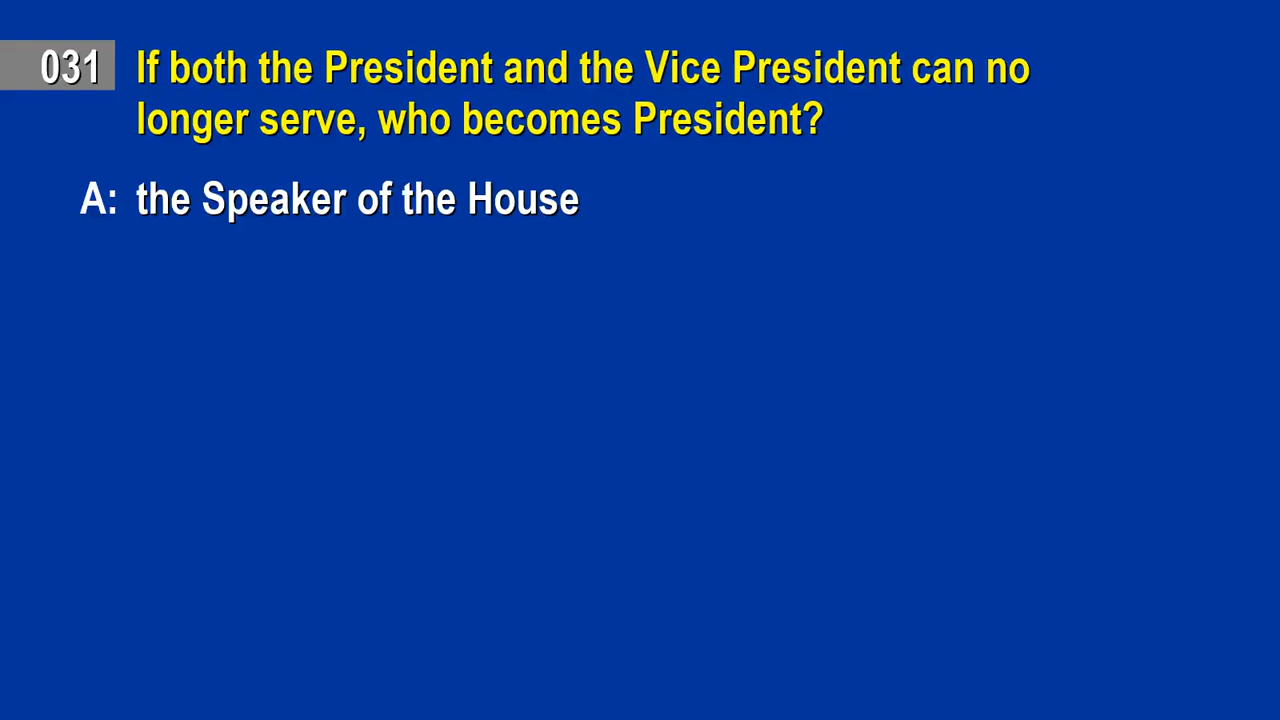 031 If both the President and the Vice President can no
longer serve, who becomes President?
A: the Speaker of the House